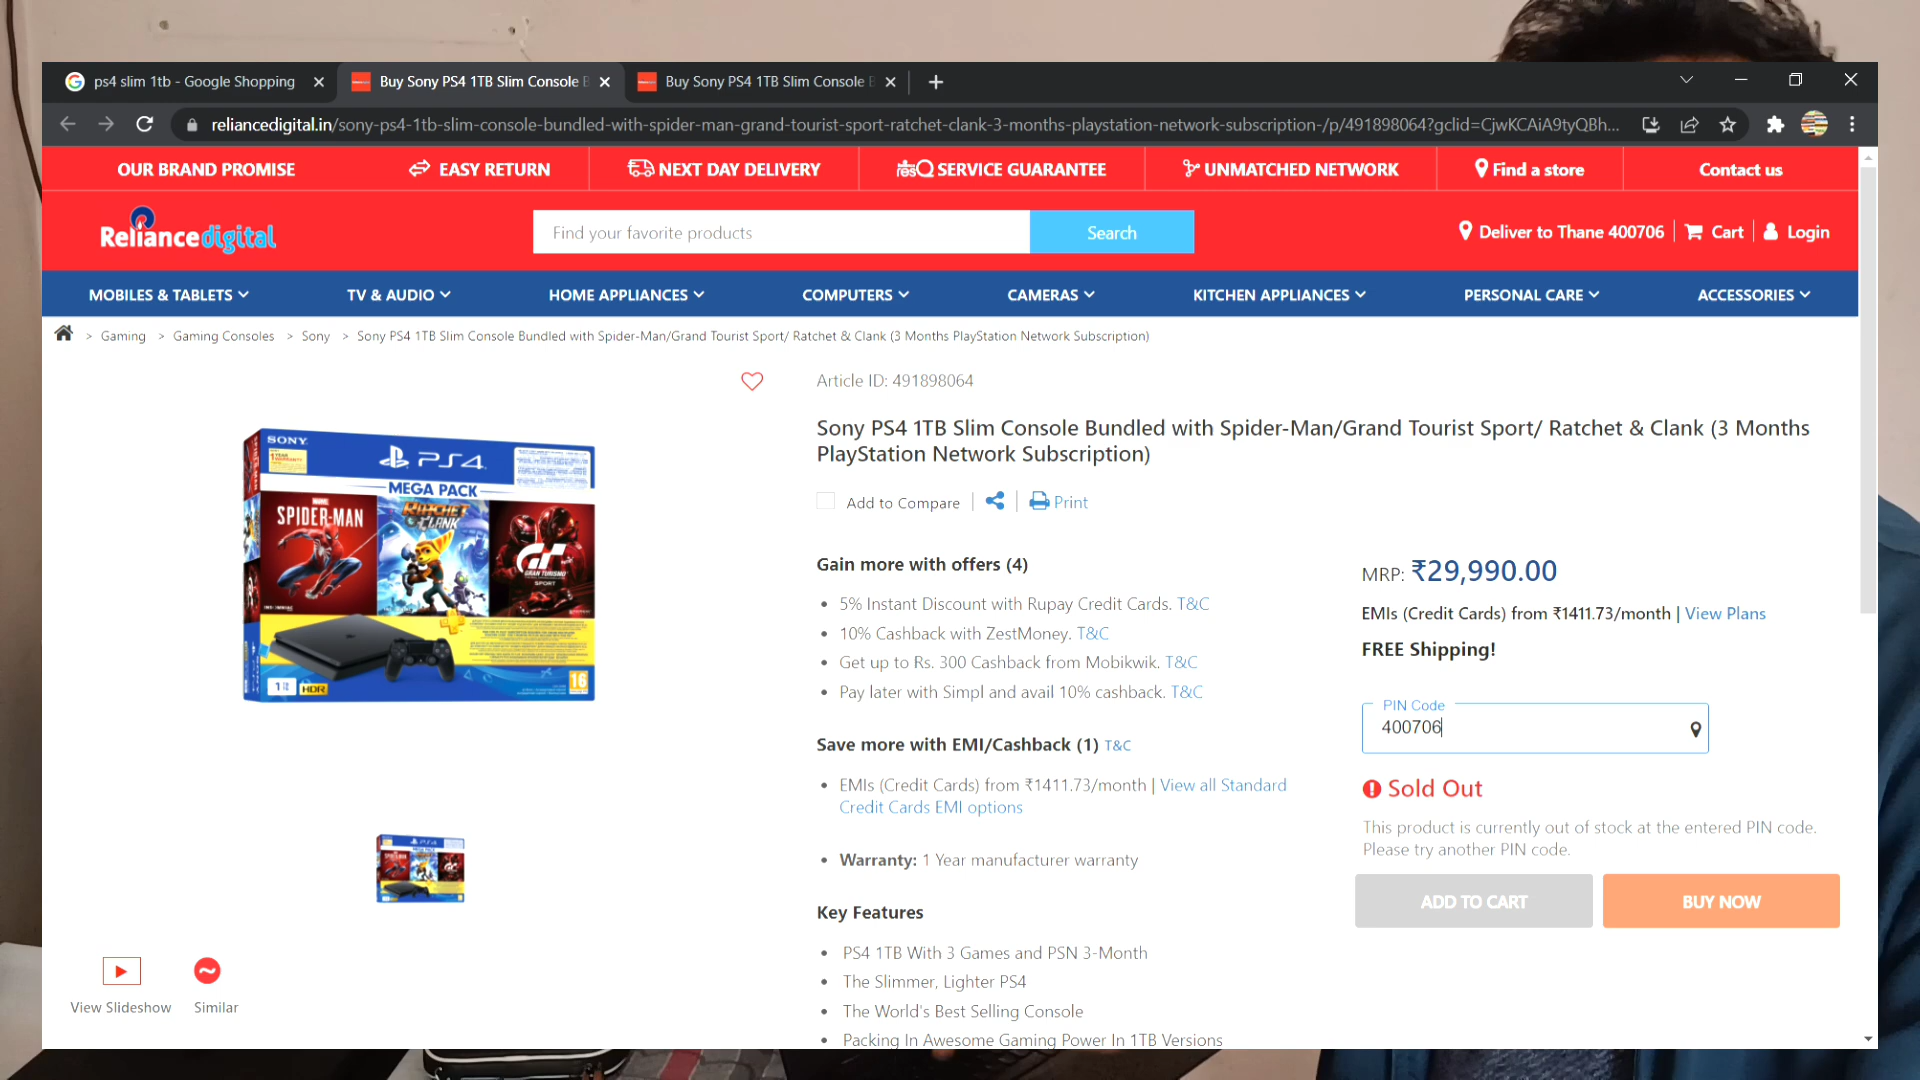 ps4 slim 1tb - Google Shopping
Buy Sony PS4 1TB Slim Console
Buy Sony PS4 1TB Slim Console
reliancedigital.in/sony-ps4-1tb-slim-console-bundled-with-spider-man-grand-tourist-sport-ratchet-clank-3-months-playstation-network-subscription-/p/491898064?gclid=CjwKCAiA9tyQBh...
OUR BRAND PROMISE
EASY RETURN
NEXT DAY DELIVERY
resQ SERVICE GUARANTEE
UNMATCHED NETWORK
Find a store
Contact us
Reliance digital
Find your favorite products
Search
Deliver to Thane 400706
Cart
Login
MOBILES & TABLETS
TV & AUDIO
HOME APPLIANCES
COMPUTERS
CAMERAS
KITCHEN APPLIANCES
PERSONAL CARE
ACCESSORIES
> Gaming > Gaming Consoles > Sony > Sony PS4 1TB Slim Console Bundled with Spider-Man/Grand Tourist Sport/ Ratchet & Clank (3 Months PlayStation Network Subscription)
Article ID: 491898064
Sony PS4 1TB Slim Console Bundled with Spider-Man/Grand Tourist Sport/ Ratchet & Clank (3 Months
PlayStation Network Subscription)
Add to Compare
Print
SONY
PS4
MEGA PACK
MARVEL
SPIDER-MAN
RATCHET
CLANK
GT
GRAN TURISMO
SPORT
1 TB
HDR
16
Gain more with offers (4)
• 5% Instant Discount with Rupay Credit Cards. T&C
• 10% Cashback with ZestMoney. T&C
• Get up to Rs. 300 Cashback from Mobikwik. T&C
• Pay later with Simpl and avail 10% cashback. T&C
Save more with EMI/Cashback (1) T&C
• EMIs (Credit Cards) from ₹1411.73/month | View all Standard
Credit Cards EMI options
• Warranty: 1 Year manufacturer warranty
Key Features
• PS4 1TB With 3 Games and PSN 3-Month
• The Slimmer, Lighter PS4
• The World's Best Selling Console
• Packing In Awesome Gaming Power In 1TB Versions
MRP: ₹29,990.00
EMIs (Credit Cards) from ₹1411.73/month | View Plans
FREE Shipping!
PIN Code
400706
Sold Out
This product is currently out of stock at the entered PIN code.
Please try another PIN code.
ADD TO CART
BUY NOW
View Slideshow
Similar